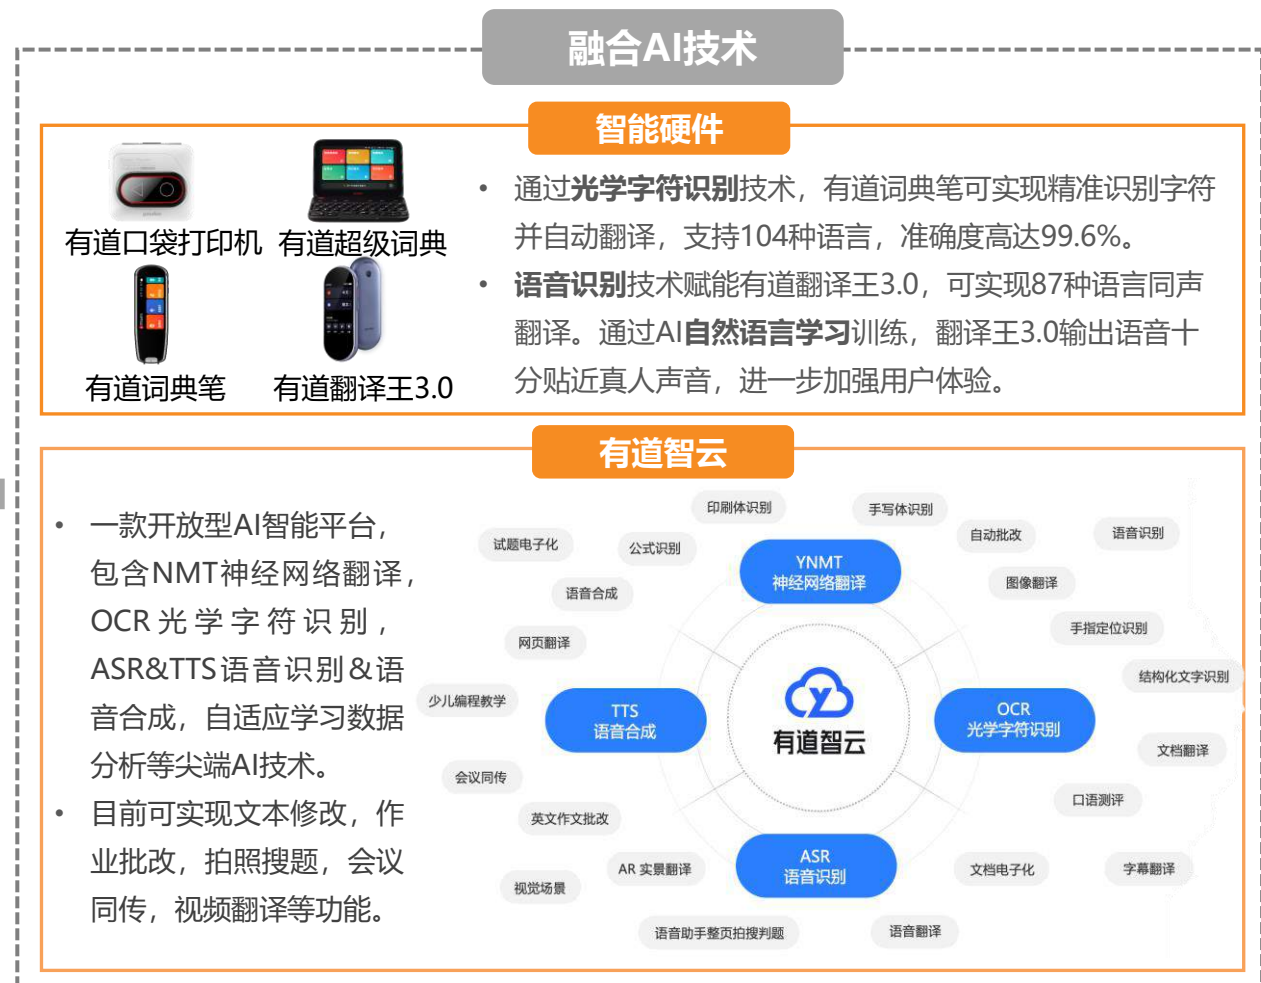 融合AI技术
智能硬件
有道口袋打印机
有道超级词典
有道词典笔
有道翻译王3.0
• 通过光学字符识别技术，有道词典笔可实现精准识别字符
并自动翻译，支持104种语言，准确度高达99.6%。
• 语音识别技术赋能有道翻译王3.0，可实现87种语言同声
翻译。通过AI自然语言学习训练，翻译王3.0输出语音十
分贴近真人声音，进一步加强用户体验。
有道智云
• 一款开放型AI智能平台，
包含NMT神经网络翻译，
OCR光学字符识别，
ASR&TTS语音识别&语
音合成，自适应学习数据
分析等尖端AI技术。
• 目前可实现文本修改，作
业批改，拍照搜题，会议
同传，视频翻译等功能。
印刷体识别
手写体识别
试题电子化
公式识别
自动批改
语音识别
YNMT
神经网络翻译
语音合成
图像翻译
网页翻译
手指定位识别
结构化文字识别
少儿编程教学
TTS
语音合成
有道智云
OCR
光学字符识别
文档翻译
会议同传
口语测评
英文作文批改
ASR
语音识别
AR 实景翻译
文档电子化
字幕翻译
视觉场景
语音助手整页拍搜判题
语音翻译